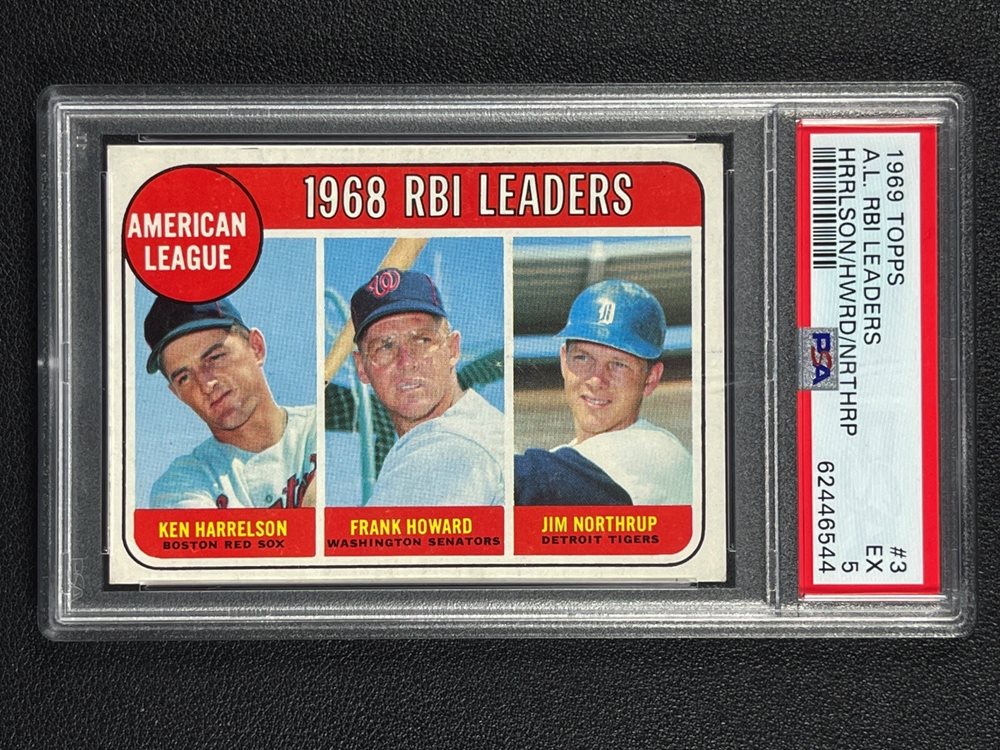 AMERICAN
LEAGUE
1968 RBI LEADERS
W
D
KEN HARRELSON
BOSTON RED SOX
FRANK HOWARD
WASHINGTON SENATORS
JIM NORTHRUP
DETROIT TIGERS
1969 TOPPS #3
A.L. RBI LEADERS EX
HRRLSON/HWRD/NRTHRP 5
62446544
PSA